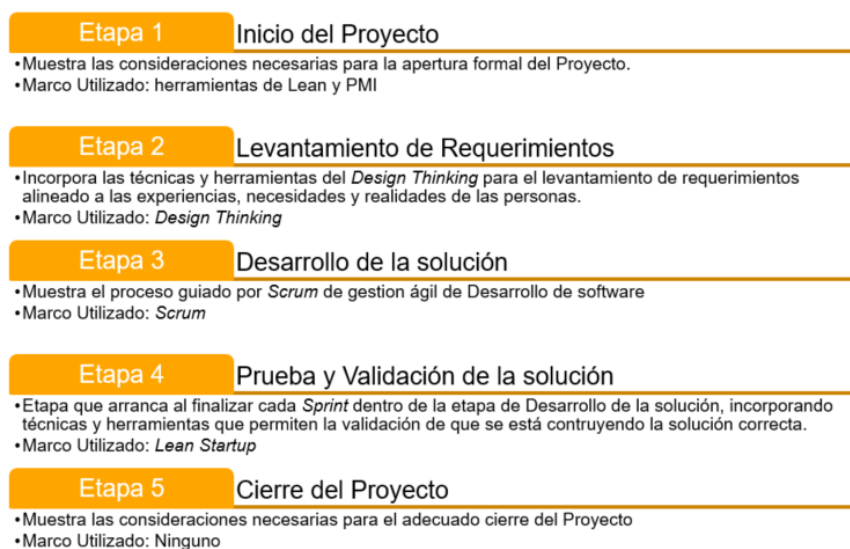 Etapa 1 Inicio del Proyecto
•Muestra las consideraciones necesarias para la apertura formal del Proyecto.
•Marco Utilizado: herramientas de Lean y PMI
Etapa 2 Levantamiento de Requerimientos
•Incorpora las técnicas y herramientas del Design Thinking para el levantamiento de requerimientos
alineado a las experiencias, necesidades y realidades de las personas.
•Marco Utilizado: Design Thinking
Etapa 3 Desarrollo de la solución
•Muestra el proceso guiado por Scrum de gestion ágil de Desarrollo de software
•Marco Utilizado: Scrum
Etapa 4 Prueba y Validación de la solución
•Etapa que arranca al finalizar cada Sprint dentro de la etapa de Desarrollo de la solución, incorporando
técnicas y herramientas que permiten la validación de que se está contruyendo la solución correcta.
•Marco Utilizado: Lean Startup
Etapa 5 Cierre del Proyecto
•Muestra las consideraciones necesarias para el adecuado cierre del Proyecto
•Marco Utilizado: Ninguno